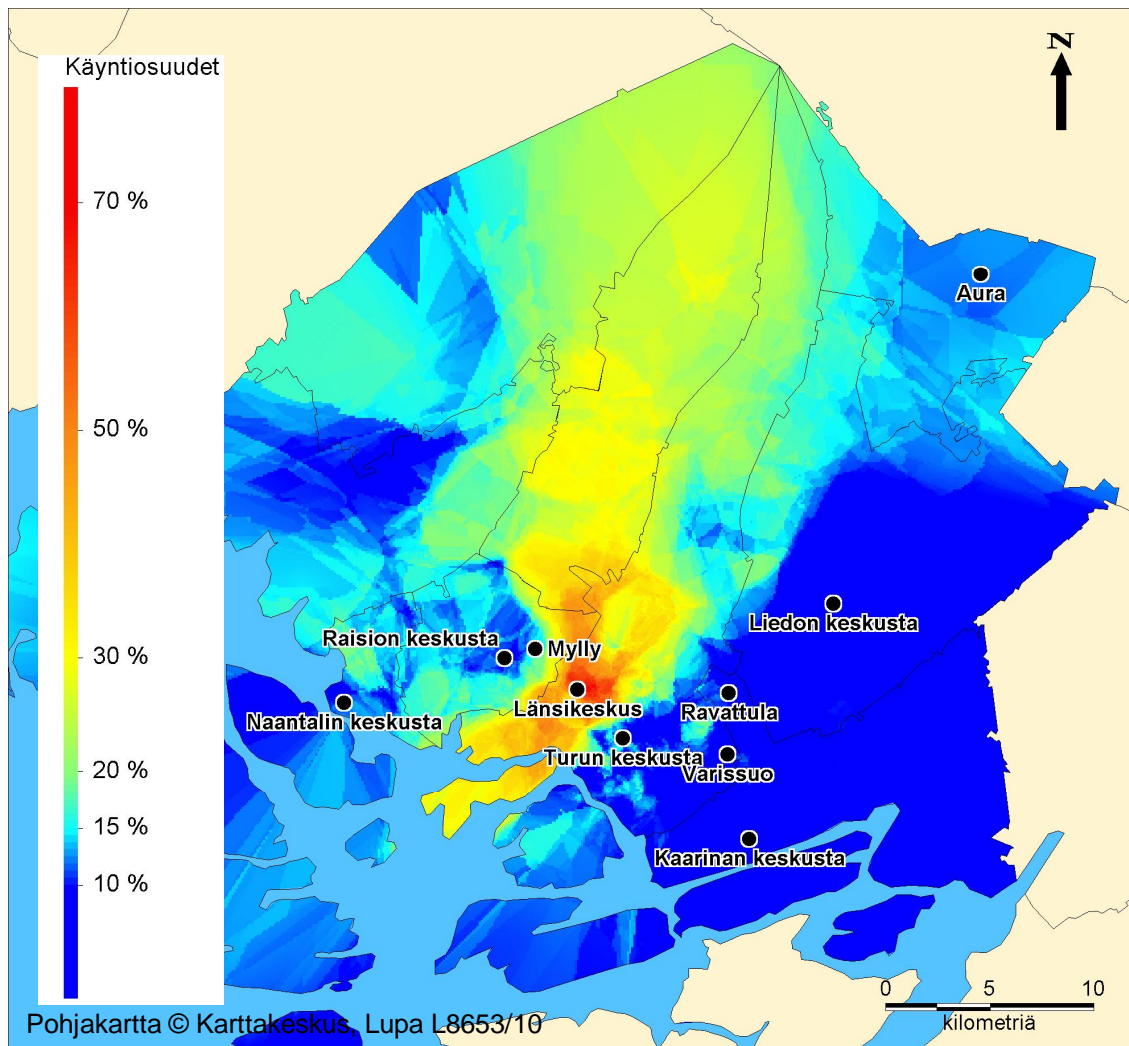 N
Käyntiosuudet
70 %
50 %
30 %
20 %
15 %
10 %
Aura
Liedon keskusta
Raision keskusta
Mylly
Länsikeskus
Naantalin keskusta
Ravattula
Turun keskusta
Varissuo
Kaarinan keskusta
0 5 10
kilometriä
Pohjakartta © Karttakeskus, Lupa L8653/10